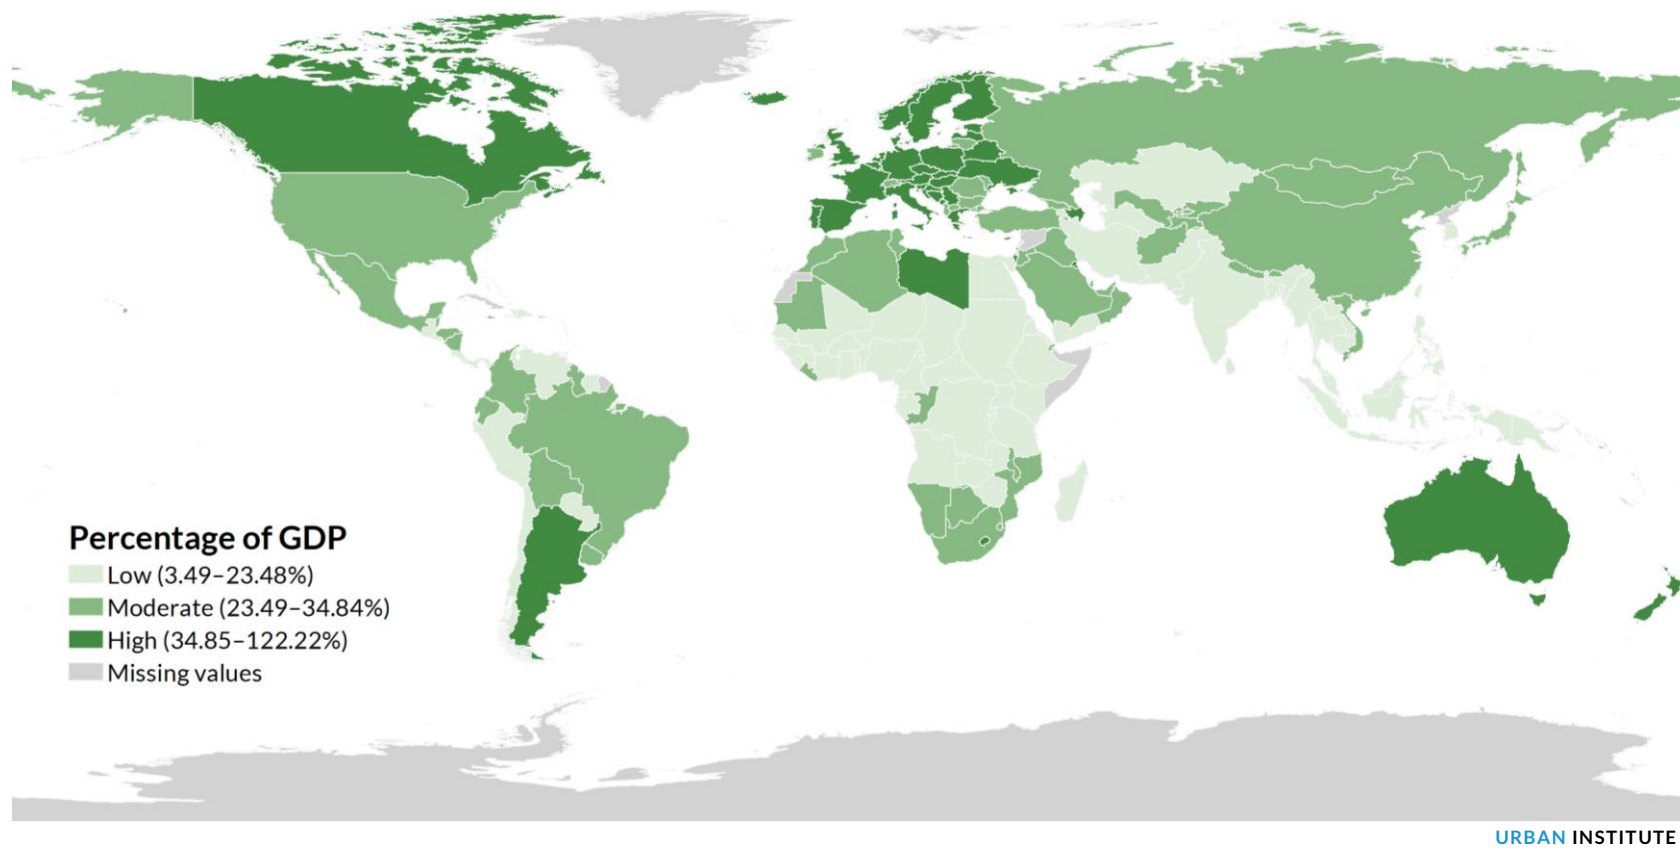 Percentage of GDP
Low (3.49–23.48%)
Moderate (23.49–34.84%)
High (34.85–122.22%)
Missing values
URBAN INSTITUTE